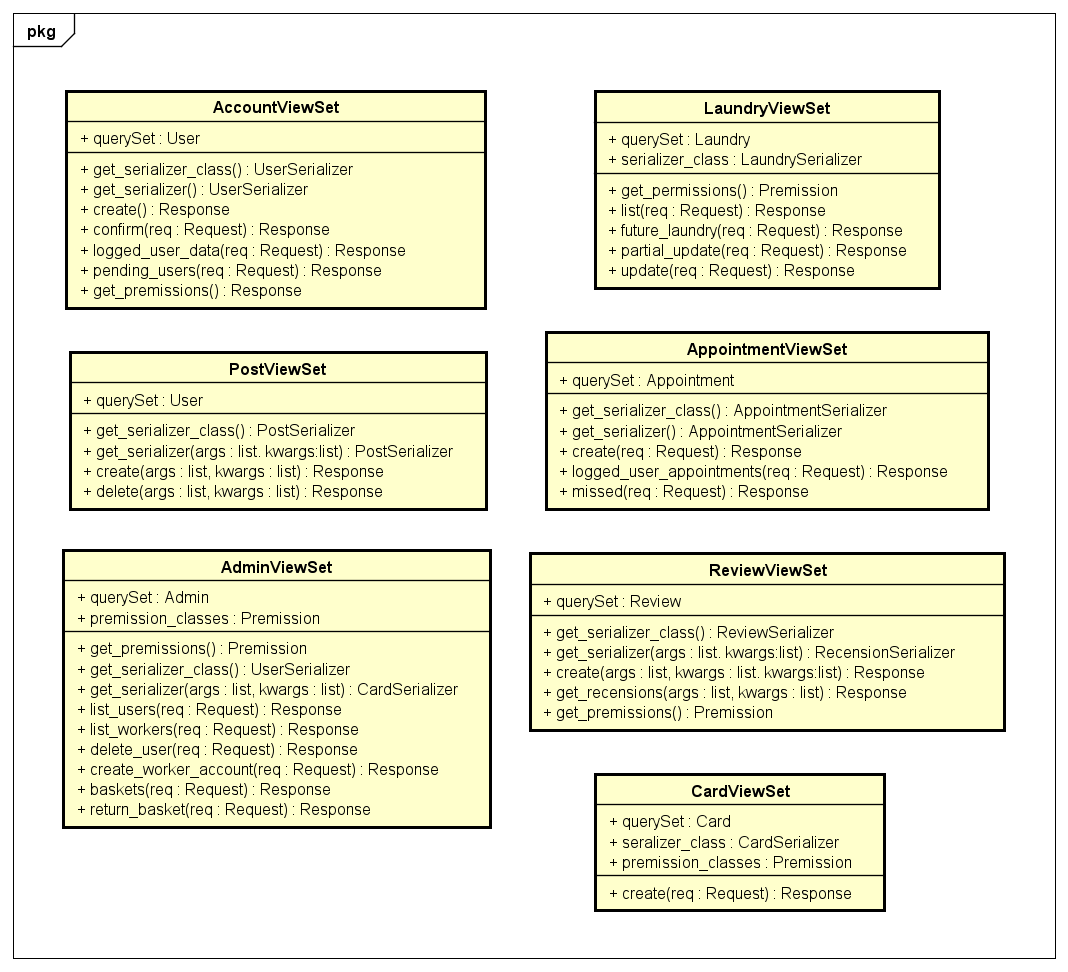 pkg
AccountViewSet
+ querySet : User
+ get_serializer_class() : UserSerializer
+ get_serializer() : UserSerializer
+ create() : Response
+ confirm(req : Request) : Response
+ logged_user_data(req : Request) : Response
+ pending_users(req : Request) : Response
+ get_premissions() : Response
LaundryViewSet
+ querySet : Laundry
+ serializer_class : LaundrySerializer
+ get_permissions() : Premission
+ list(req : Request) : Response
+ future_laundry(req : Request) : Response
+ partial_update(req : Request) : Response
+ update(req : Request) : Response
PostViewSet
+ querySet : User
+ get_serializer_class() : PostSerializer
+ get_serializer(args : list. kwargs:list) : PostSerializer
+ create(args : list, kwargs : list) : Response
+ delete(args : list, kwargs : list) : Response
AppointmentViewSet
+ querySet : Appointment
+ get_serializer_class() : AppointmentSerializer
+ get_serializer() : AppointmentSerializer
+ create(req : Request) : Response
+ logged_user_appointments(req : Request) : Response
+ missed(req : Request) : Response
AdminViewSet
+ querySet : Admin
+ premission_classes : Premission
+ get_premissions() : Premission
+ get_serializer_class() : UserSerializer
+ get_serializer(args : list, kwargs : list) : CardSerializer
+ list_users(req : Request) : Response
+ list_workers(req : Request) : Response
+ delete_user(req : Request) : Response
+ create_worker_account(req : Request) : Response
+ baskets(req : Request) : Response
+ return_basket(req : Request) : Response
ReviewViewSet
+ querySet : Review
+ get_serializer_class() : ReviewSerializer
+ get_serializer(args : list. kwargs:list) : RecensionSerializer
+ create(args : list, kwargs : list. kwargs:list) : Response
+ get_recensions(args : list, kwargs : list) : Response
+ get_premissions() : Premission
CardViewSet
+ querySet : Card
+ seralizer_class : CardSerializer
+ premission_classes : Premission
+ create(req : Request) : Response